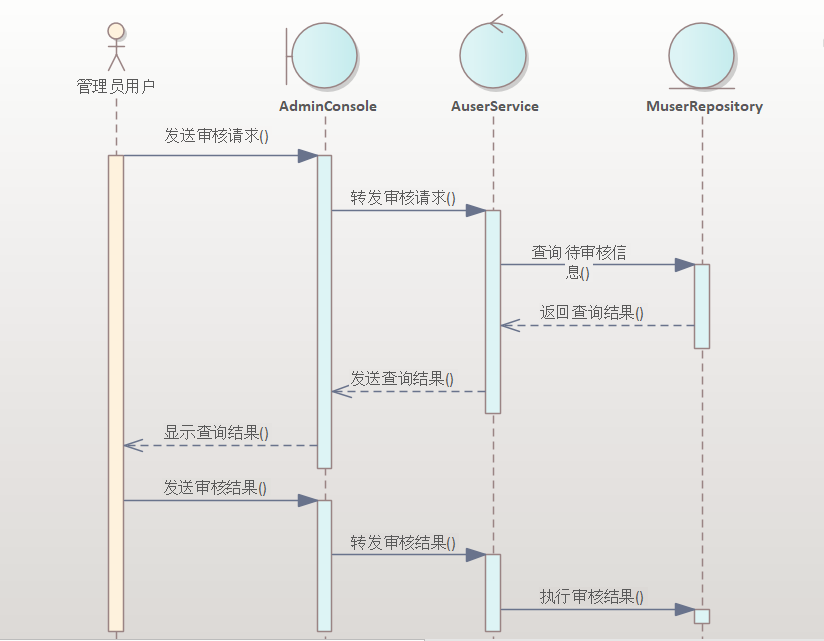 管理员用户
AdminConsole
AuserService
MuserRepository
发送审核请求()
转发审核请求()
查询待审核信
息()
返回查询结果()
发送查询结果()
显示查询结果()
发送审核结果()
转发审核结果()
执行审核结果()